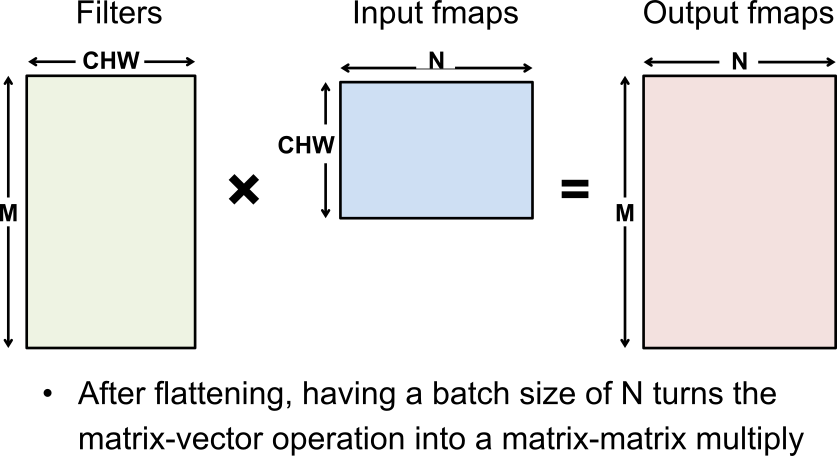 Filters
Input fmaps
Output fmaps
CHW
N
N
CHW
M
M
• After flattening, having a batch size of N turns the
matrix-vector operation into a matrix-matrix multiply